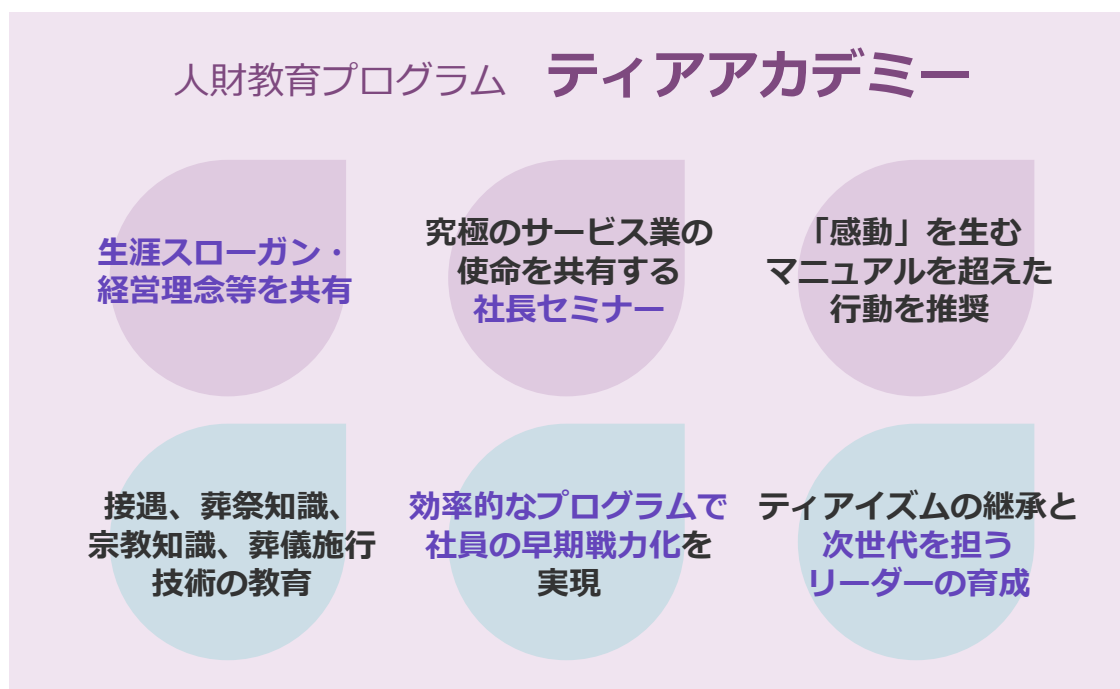 人財教育プログラム ティアアカデミー
生涯スローガン・
経営理念等を共有
究極のサービス業の
使命を共有する
社長セミナー
「感動」を生む
マニュアルを超えた
行動を推奨
接遇、葬祭知識、
宗教知識、葬儀施行
技術の教育
効率的なプログラムで
社員の早期戦力化を
実現
ティアイズムの継承と
次世代を担う
リーダーの育成